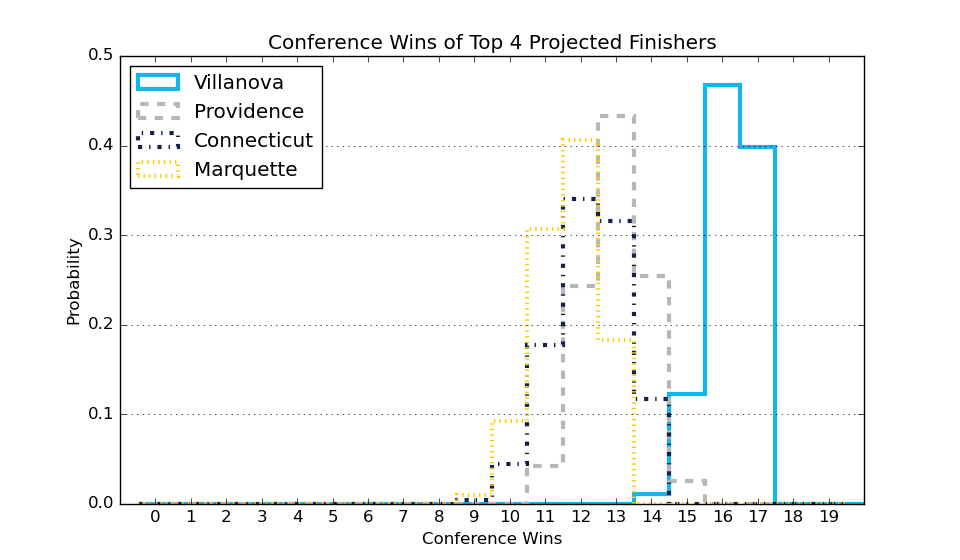 Conference Wins of Top 4 Projected Finishers
Villanova
Providence
Connecticut
Marquette
Probability
0.5
0.4
0.3
0.2
0.1
0.0
0 1 2 3 4 5 6 7 8 9 10 11 12 13 14 15 16 17 18 19
Conference Wins